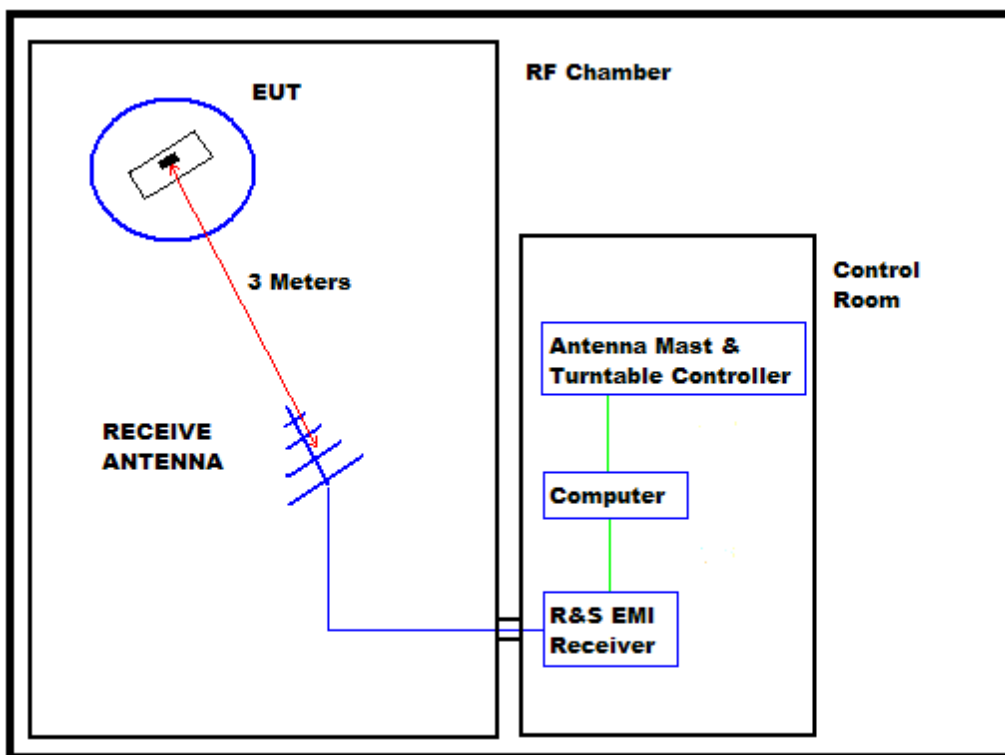 RF Chamber
EUT
3 Meters
RECEIVE
ANTENNA
Control
Room
Antenna Mast &
Turntable Controller
Computer
R&S EMI
Receiver